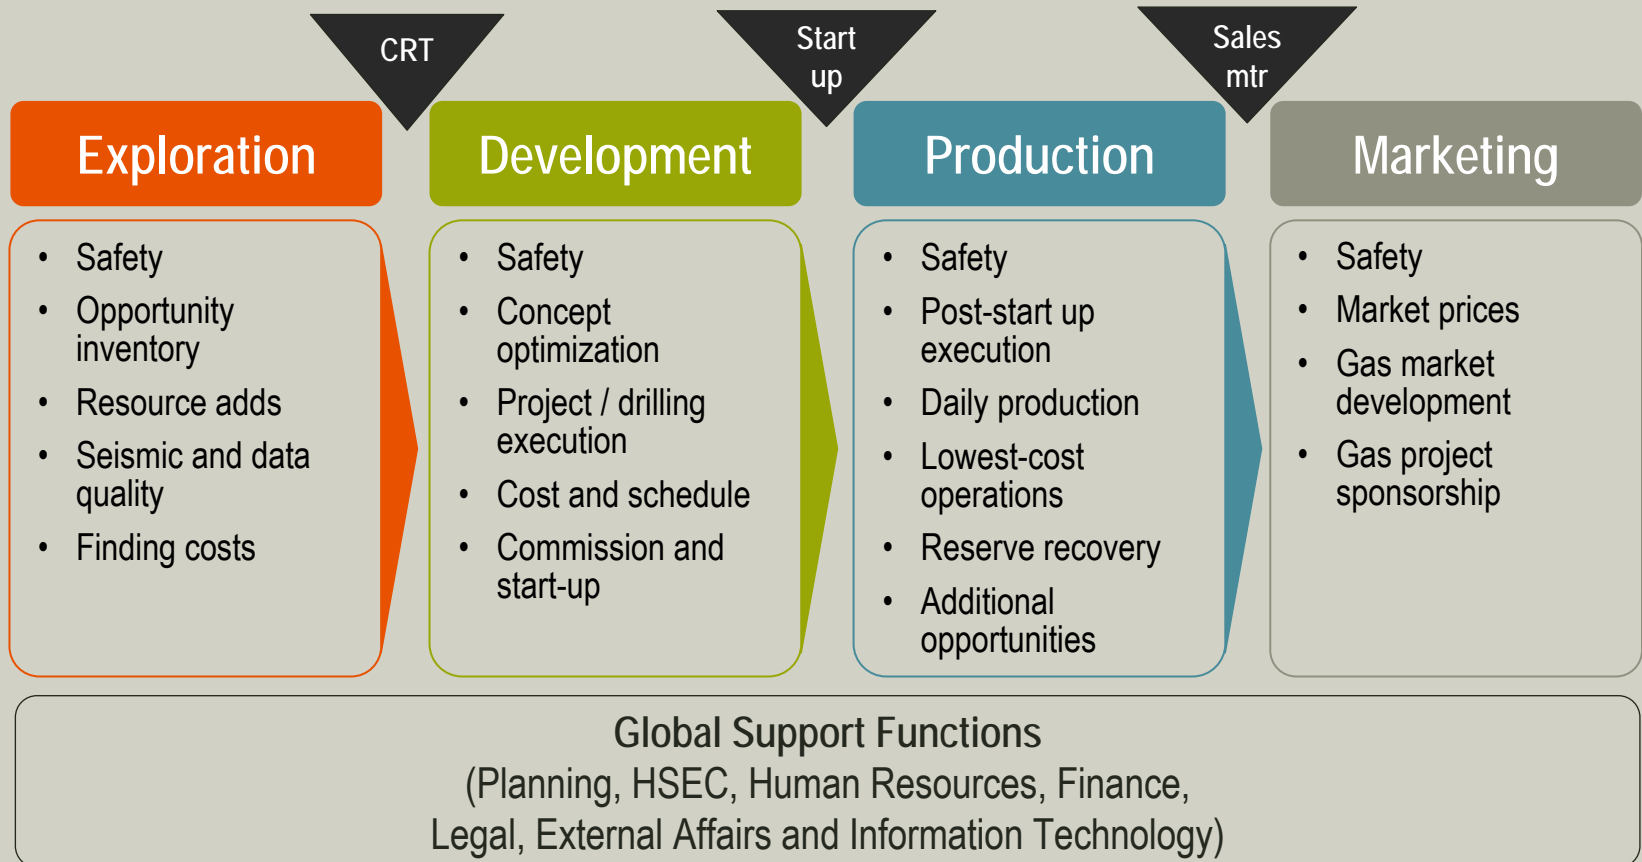 CRT
Start
up
Sales
mtr
Exploration
Development
Production
Marketing
• Safety
• Opportunity
inventory
• Resource adds
• Seismic and data
quality
• Finding costs
• Safety
• Concept
optimization
• Project / drilling
execution
• Cost and schedule
• Commission and
start-up
• Safety
• Post-start up
execution
• Daily production
• Lowest-cost
operations
• Reserve recovery
• Additional
opportunities
• Safety
• Market prices
• Gas market
development
• Gas project
sponsorship
Global Support Functions
(Planning, HSEC, Human Resources, Finance,
Legal, External Affairs and Information Technology)